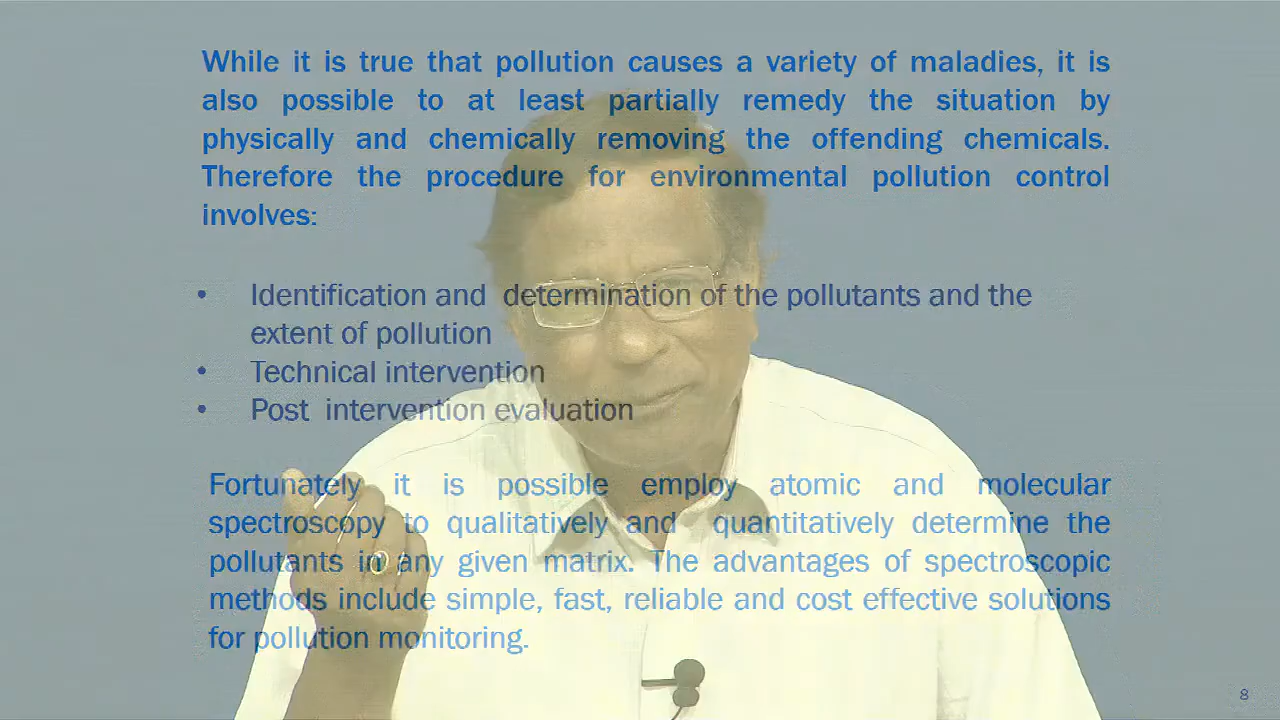 While it is true that pollution causes a variety of maladies, it is
also possible to at least partially remedy the situation by
physically and chemically removing the offending chemicals.
Therefore the procedure for environmental pollution control
involves:
• Identification and determination of the pollutants and the
extent of pollution
• Technical intervention
• Post intervention evaluation
Fortunately it is possible employ atomic and molecular
spectroscopy to qualitatively and quantitatively determine the
pollutants in any given matrix. The advantages of spectroscopic
methods include simple, fast, reliable and cost effective solutions
for pollution monitoring.
8